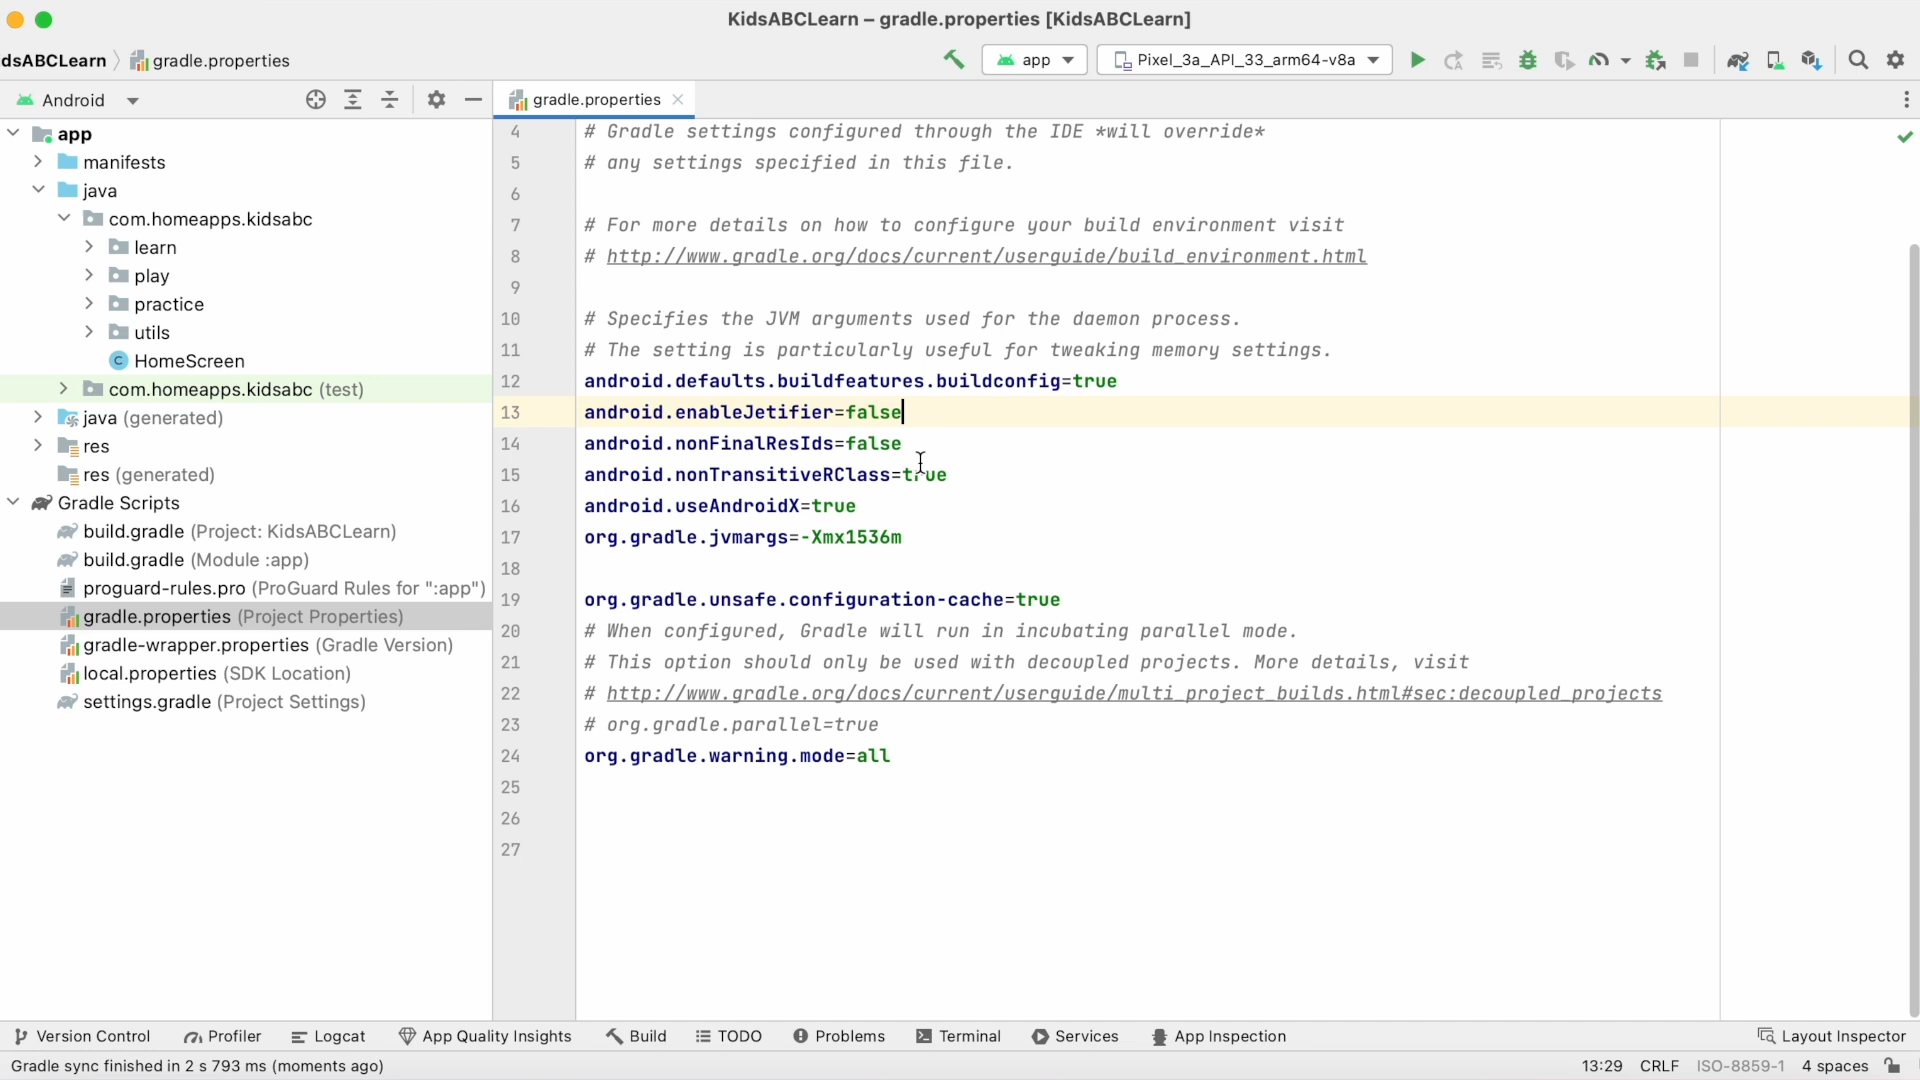 KidsABCLearn – gradle.properties [KidsABCLearn]
dsABCLearn
gradle.properties
app
Pixel_3a_API_33_arm64-v8a
Android
gradle.properties
app
manifests
java
com.homeapps.kidsabc
learn
play
practice
utils
C HomeScreen
com.homeapps.kidsabc (test)
java (generated)
res
res (generated)
Gradle Scripts
build.gradle (Project: KidsABCLearn)
build.gradle (Module :app)
proguard-rules.pro (ProGuard Rules for ":app")
gradle.properties (Project Properties)
gradle-wrapper.properties (Gradle Version)
local.properties (SDK Location)
settings.gradle (Project Settings)
4 # Gradle settings configured through the IDE *will override*
5 # any settings specified in this file.
6
7 # For more details on how to configure your build environment visit
8 # http://www.gradle.org/docs/current/userguide/build_environment.html
9
10 # Specifies the JVM arguments used for the daemon process.
11 # The setting is particularly useful for tweaking memory settings.
12 android.defaults.buildfeatures.buildconfig=true
13 android.enableJetifier=false
14 android.nonFinalResIds=false
15 android.nonTransitiveRClass=true
16 android.useAndroidX=true
17 org.gradle.jvmargs=-Xmx1536m
18
19 org.gradle.unsafe.configuration-cache=true
20 # When configured, Gradle will run in incubating parallel mode.
21 # This option should only be used with decoupled projects. More details, visit
22 # http://www.gradle.org/docs/current/userguide/multi_project_builds.html#sec:decoupled_projects
23 # org.gradle.parallel=true
24 org.gradle.warning.mode=all
25
26
27
Version Control
Profiler
Logcat
App Quality Insights
Build
TODO
Problems
Terminal
Services
App Inspection
Layout Inspector
Gradle sync finished in 2 s 793 ms (moments ago)
13:29
CRLF
ISO-8859-1
4 spaces